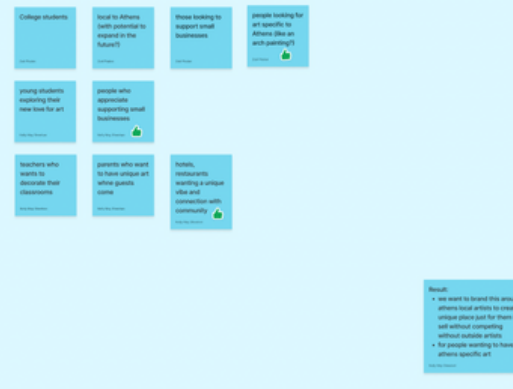 College students
local to Athens
(with potential to
expand in the
future?)
those looking to
support small
businesses
people looking for
art specific to
Athens (like an
arch painting?)
young students
exploring their
new love for art
people who
appreciate
supporting small
businesses
teachers who
wants to
decorate their
classrooms
parents who want
to have unique art
whne guests
come
hotels,
restaurants
wanting a unique
vibe and
connection with
community
Result:
we want to brand this
athens local artists to
unique place just for them
sell without competing
without outside artists
for people wanting to have
athens specific art